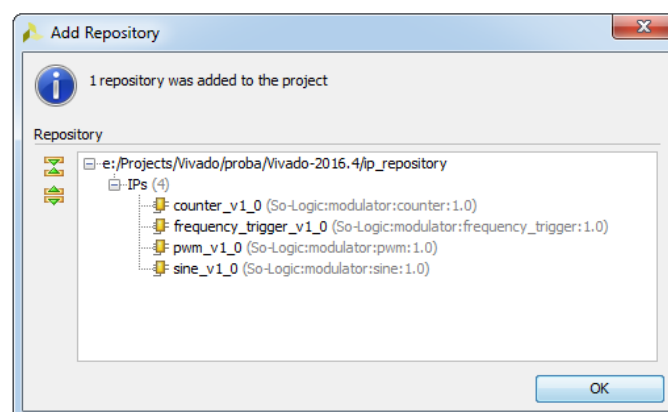 Add Repository
1 repository was added to the project
Repository
e:/Projects/Vivado/proba/Vivado-2016.4/ip_repository
IPs (4)
counter_v1_0 (So-Logic:modulator:counter:1.0)
frequency_trigger_v1_0 (So-Logic:modulator:frequency_trigger:1.0)
pwm_v1_0 (So-Logic:modulator:pwm:1.0)
sine_v1_0 (So-Logic:modulator:sine:1.0)
OK